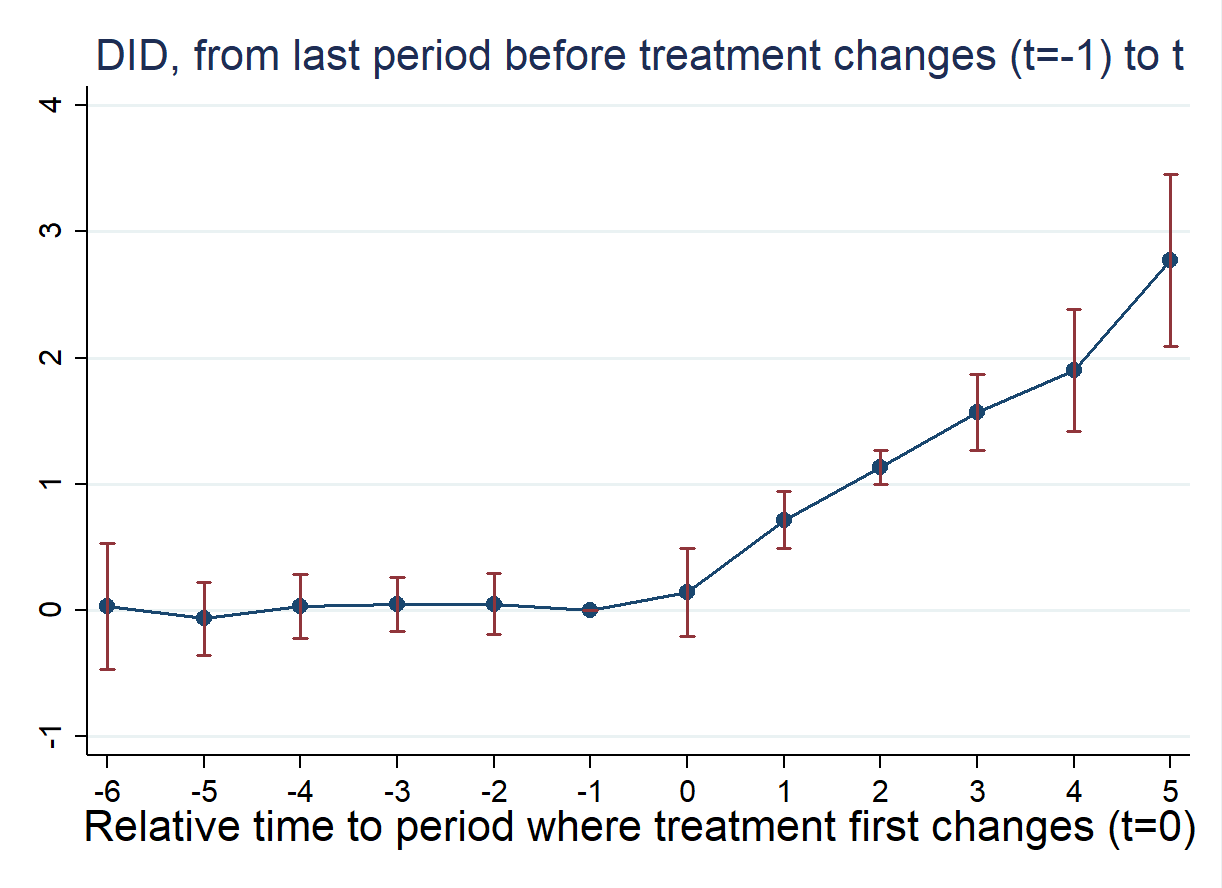 DID, from last period before treatment changes (t=-1) to t
4
3
2
1
0
-1
-6 -5 -4 -3 -2 -1 0 1 2 3 4 5
Relative time to period where treatment first changes (t=0)